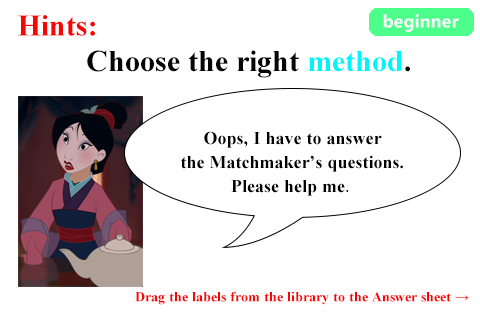 Hints:
beginner
Choose the right method.
Oops, I have to answer
the Matchmaker’s questions.
Please help me.
Drag the labels from the library to the Answer sheet →